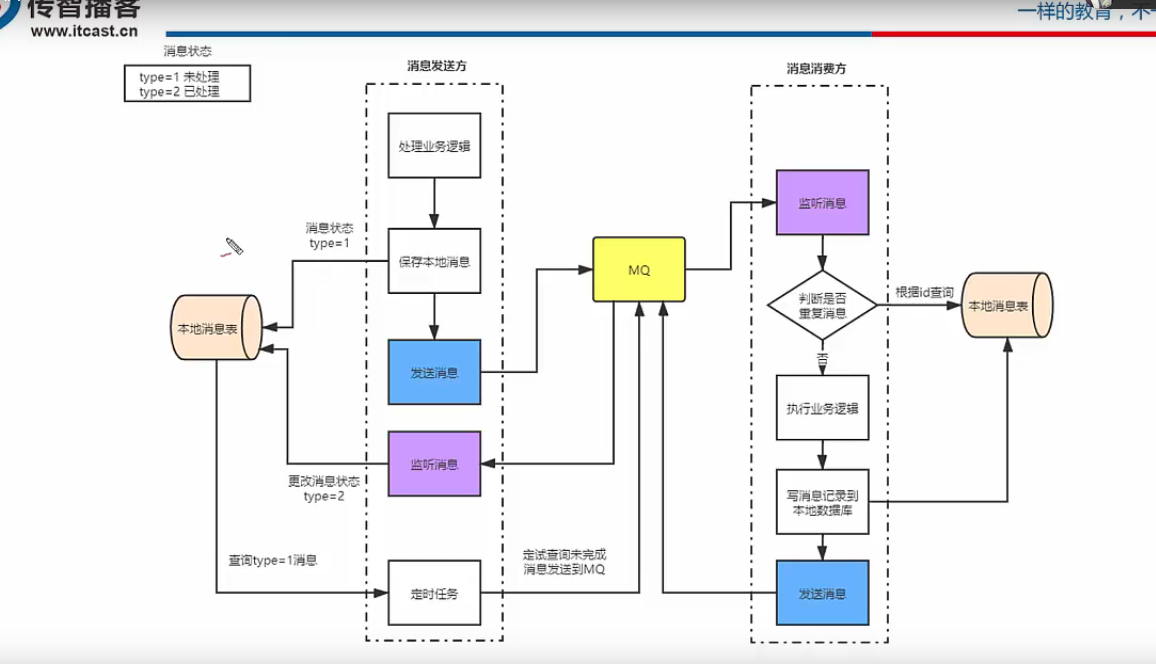 传智播客
www.itcast.cn
一样的教育，不
消息状态
type=1 未处理
type=2 已处理
消息发送方
消息消费方
处理业务逻辑
消息状态
type=1
保存本地消息
本地消息表
发送消息
监听消息
更改消息状态
type=2
查询type=1消息
定时任务
定试查询未完成
消息发送到MQ
MQ
监听消息
判断是否
重复消息
根据id查询
本地消息表
否
执行业务逻辑
写消息记录到
本地数据库
发送消息